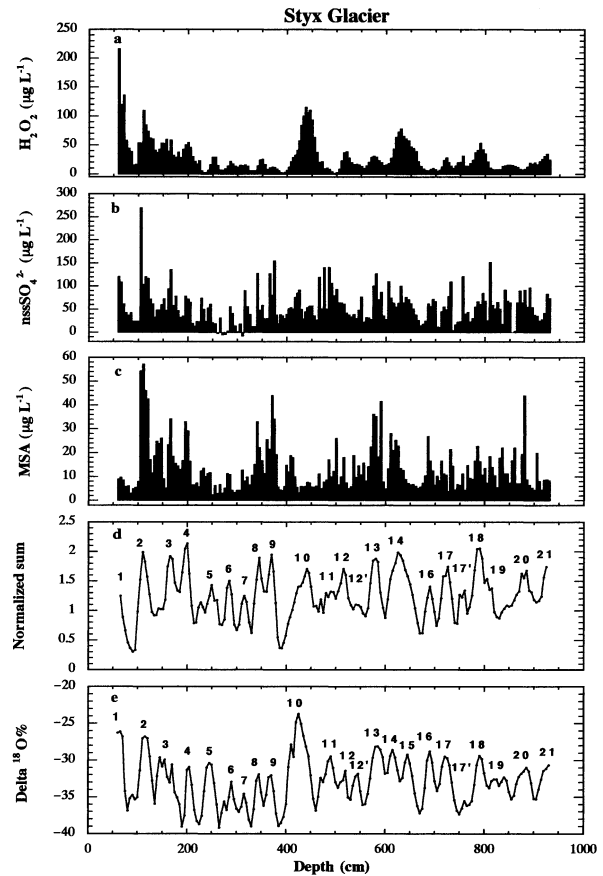 Styx Glacier
a
H2O2 (µg L-1)
250
200
150
100
50
0
b
nssSO4 2- (µg L-1)
300
250
200
150
100
50
0
c
MSA (µg L-1)
60
50
40
30
20
10
0
d
Normalized sum
2.5
2
1.5
1
0.5
0
1 2 3 4 5 6 7 8 9 10 11 12 12' 13 14 16 17 17' 18 19 20 21
e
Delta 18O%
−20
−25
−30
−35
−40
1 2 3 4 5 6 7 8 9 10 11 12 12' 13 14 15 16 17 17' 18 19 20 21
0 200 400 600 800 1000
Depth (cm)